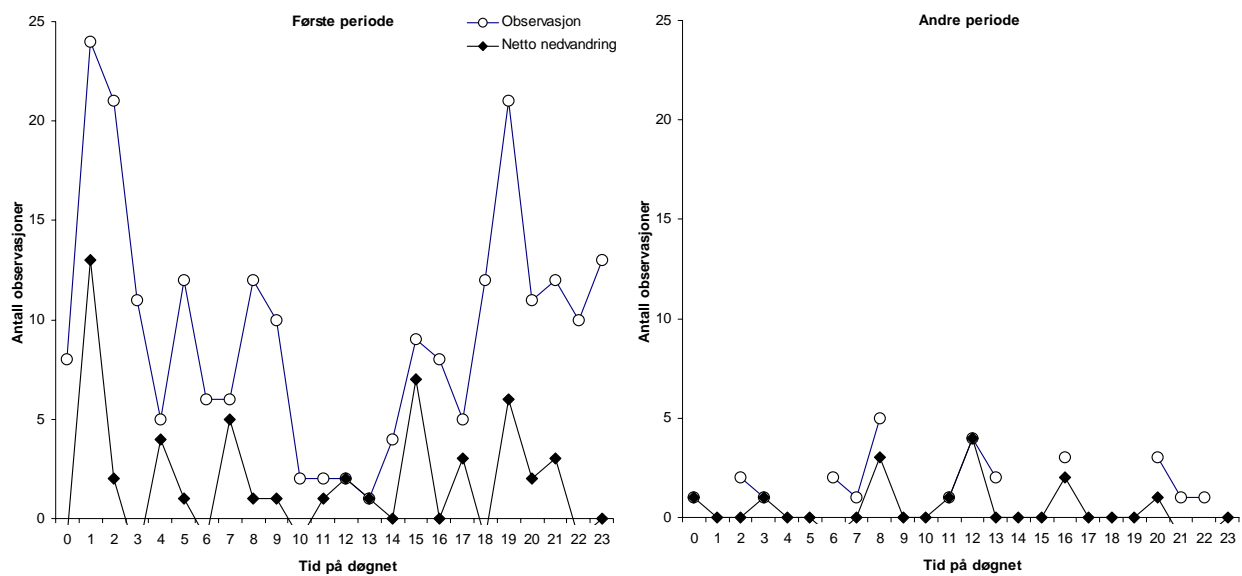 Første periode
Observasjon
Netto nedvandring
Antall observasjoner
25
20
15
10
5
0
0 1 2 3 4 5 6 7 8 9 10 11 12 13 14 15 16 17 18 19 20 21 22 23
Tid på døgnet
Andre periode
Antall observasjoner
25
20
15
10
5
0
0 1 2 3 4 5 6 7 8 9 10 11 12 13 14 15 16 17 18 19 20 21 22 23
Tid på døgnet